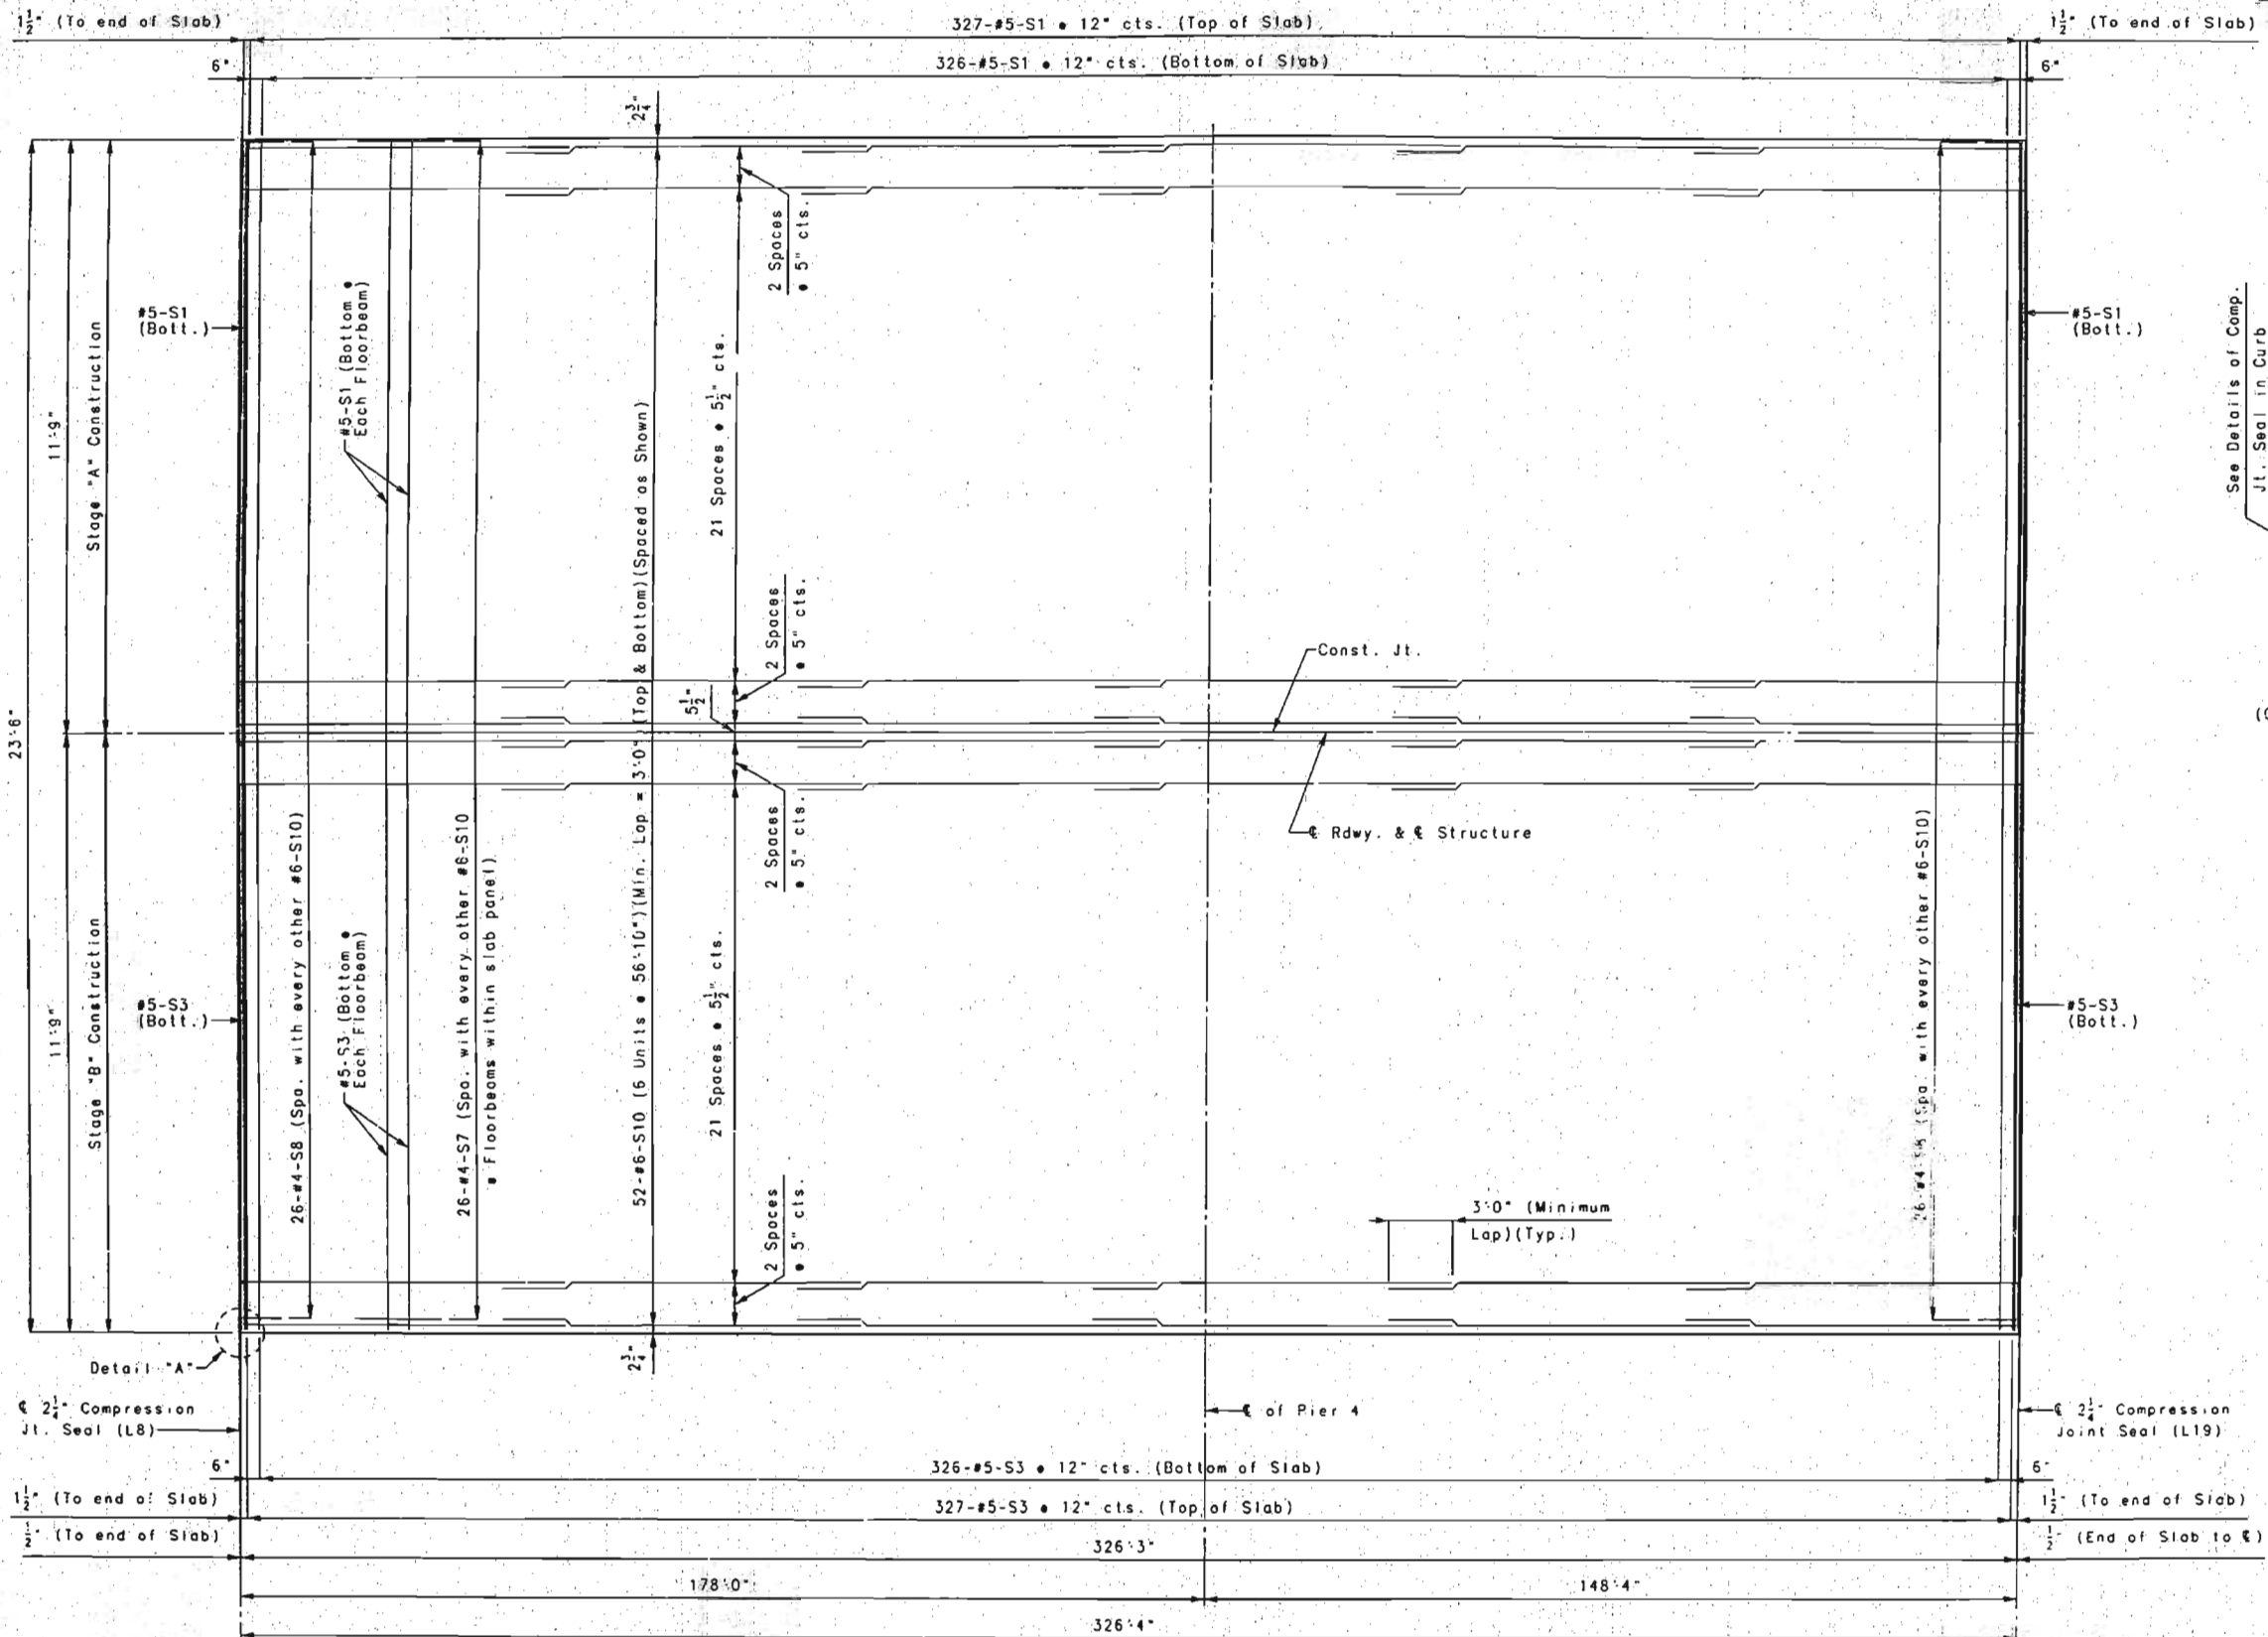 1½" (To end of Slab)
327-#5-S1 • 12" cts. (Top of Slab)
1½" (To end of Slab)
6"
326-#5-S1 • 12" cts. (Bottom of Slab)
6"
2¾"
2 Spaces
• 5" cts.
#5-S1
(Bott.)
#5-S1 (Bottom •
Each Floorbeam)
#5-S1
(Bott.)
See Details of Comp.
Jt. Seal in Curb
11'-9"
Stage "A" Construction
21 Spaces • 5½" cts.
2 Spaces
• 5" cts.
5½"
Const. Jt.
23'-6"
℄ Rdwy. & ℄ Structure
2 Spaces
• 5" cts.
52-#6-S10 (6 Units • 56'-10")(Min. Lap = 3'-0")(Top & Bottom)(Spaced as Shown)
26-#4-S8 (Spa. with every other #6-S10)
26-#4-S7 (Spa. with every other #6-S10
• Floorbeams within slab panel)
26-#4-S8 (Spa. with every other #6-S10)
11'-9"
Stage "B" Construction
#5-S3
(Bott.)
#5-S3 (Bottom •
Each Floorbeam)
21 Spaces • 5½" cts.
#5-S3
(Bott.)
2 Spaces
• 5" cts.
3'-0" (Minimum
Lap)(Typ.)
2¾"
Detail "A"
℄ 2¼" Compression
Jt. Seal (L8)
℄ of Pier 4
℄ 2¼" Compression
Joint Seal (L19)
6"
326-#5-S3 • 12" cts. (Bottom of Slab)
6"
1½" (To end of Slab)
327-#5-S3 • 12" cts. (Top of Slab)
1½" (To end of Slab)
½" (To end of Slab)
326'-3"
½" (End of Slab to ℄)
178'-0"
148'-4"
326'-4"